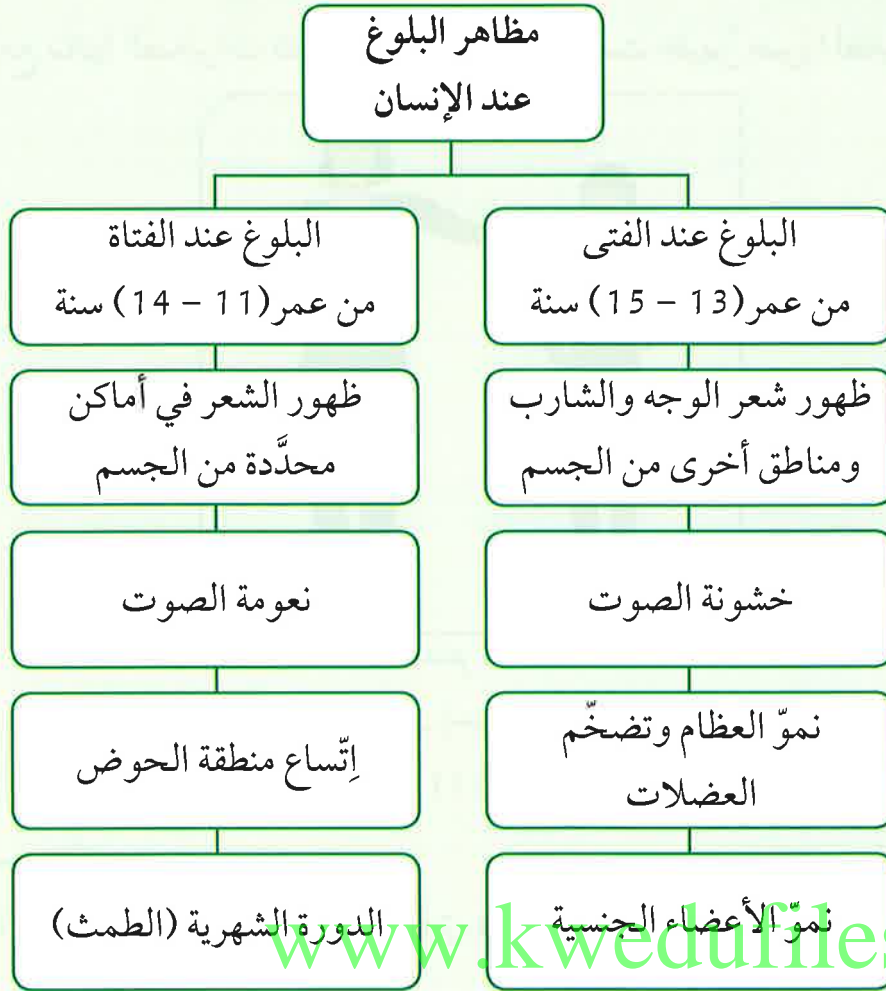 مظاهر البلوغ
عند الإنسان
البلوغ عند الفتى
من عمر (13 - 15) سنة
ظهور شعر الوجه والشارب
ومناطق أخرى من الجسم
خشونة الصوت
نموّ العظام وتضخّم
العضلات
نموّ الأعضاء الجنسية
البلوغ عند الفتاة
من عمر (11 - 14) سنة
ظهور الشعر في أماكن
محدَّدة من الجسم
نعومة الصوت
اِتّساع منطقة الحوض
الدورة الشهرية (الطمث)
www.kwedufiles